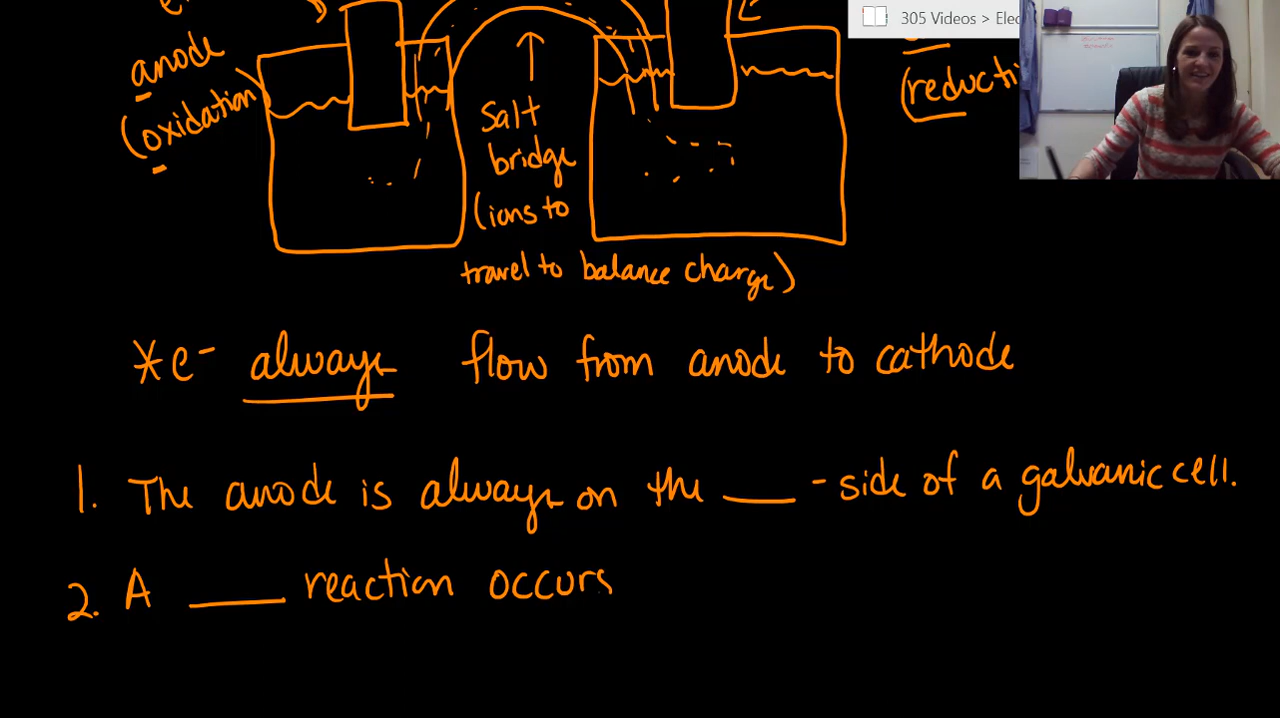 305 Videos > Elec
anode
(oxidation)
Salt
bridge
(ions to
travel to balance charge)
(reducti
*e⁻ always flow from anode to cathode
1. The anode is always on the ____ - side of a galvanic cell.
2. A ____ reaction occurs